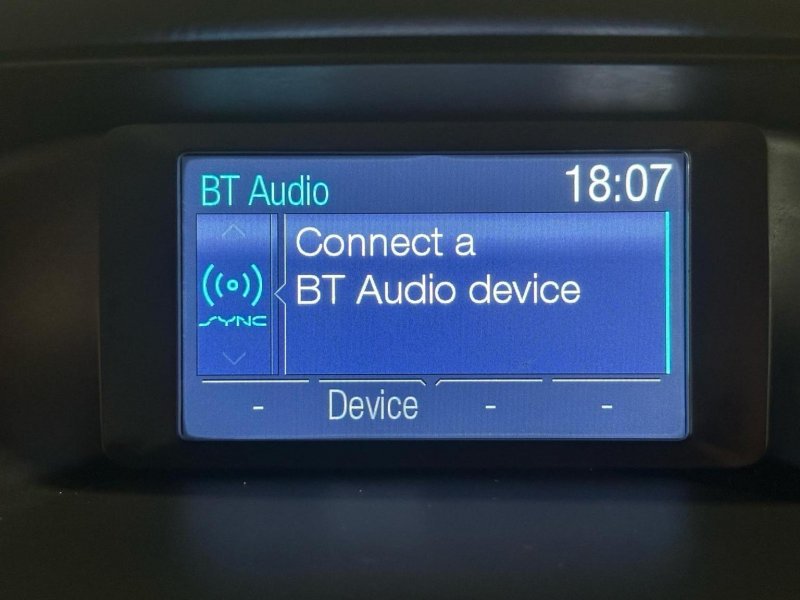 BT Audio 18:07
Connect a
BT Audio device
SYNC
- Device - -